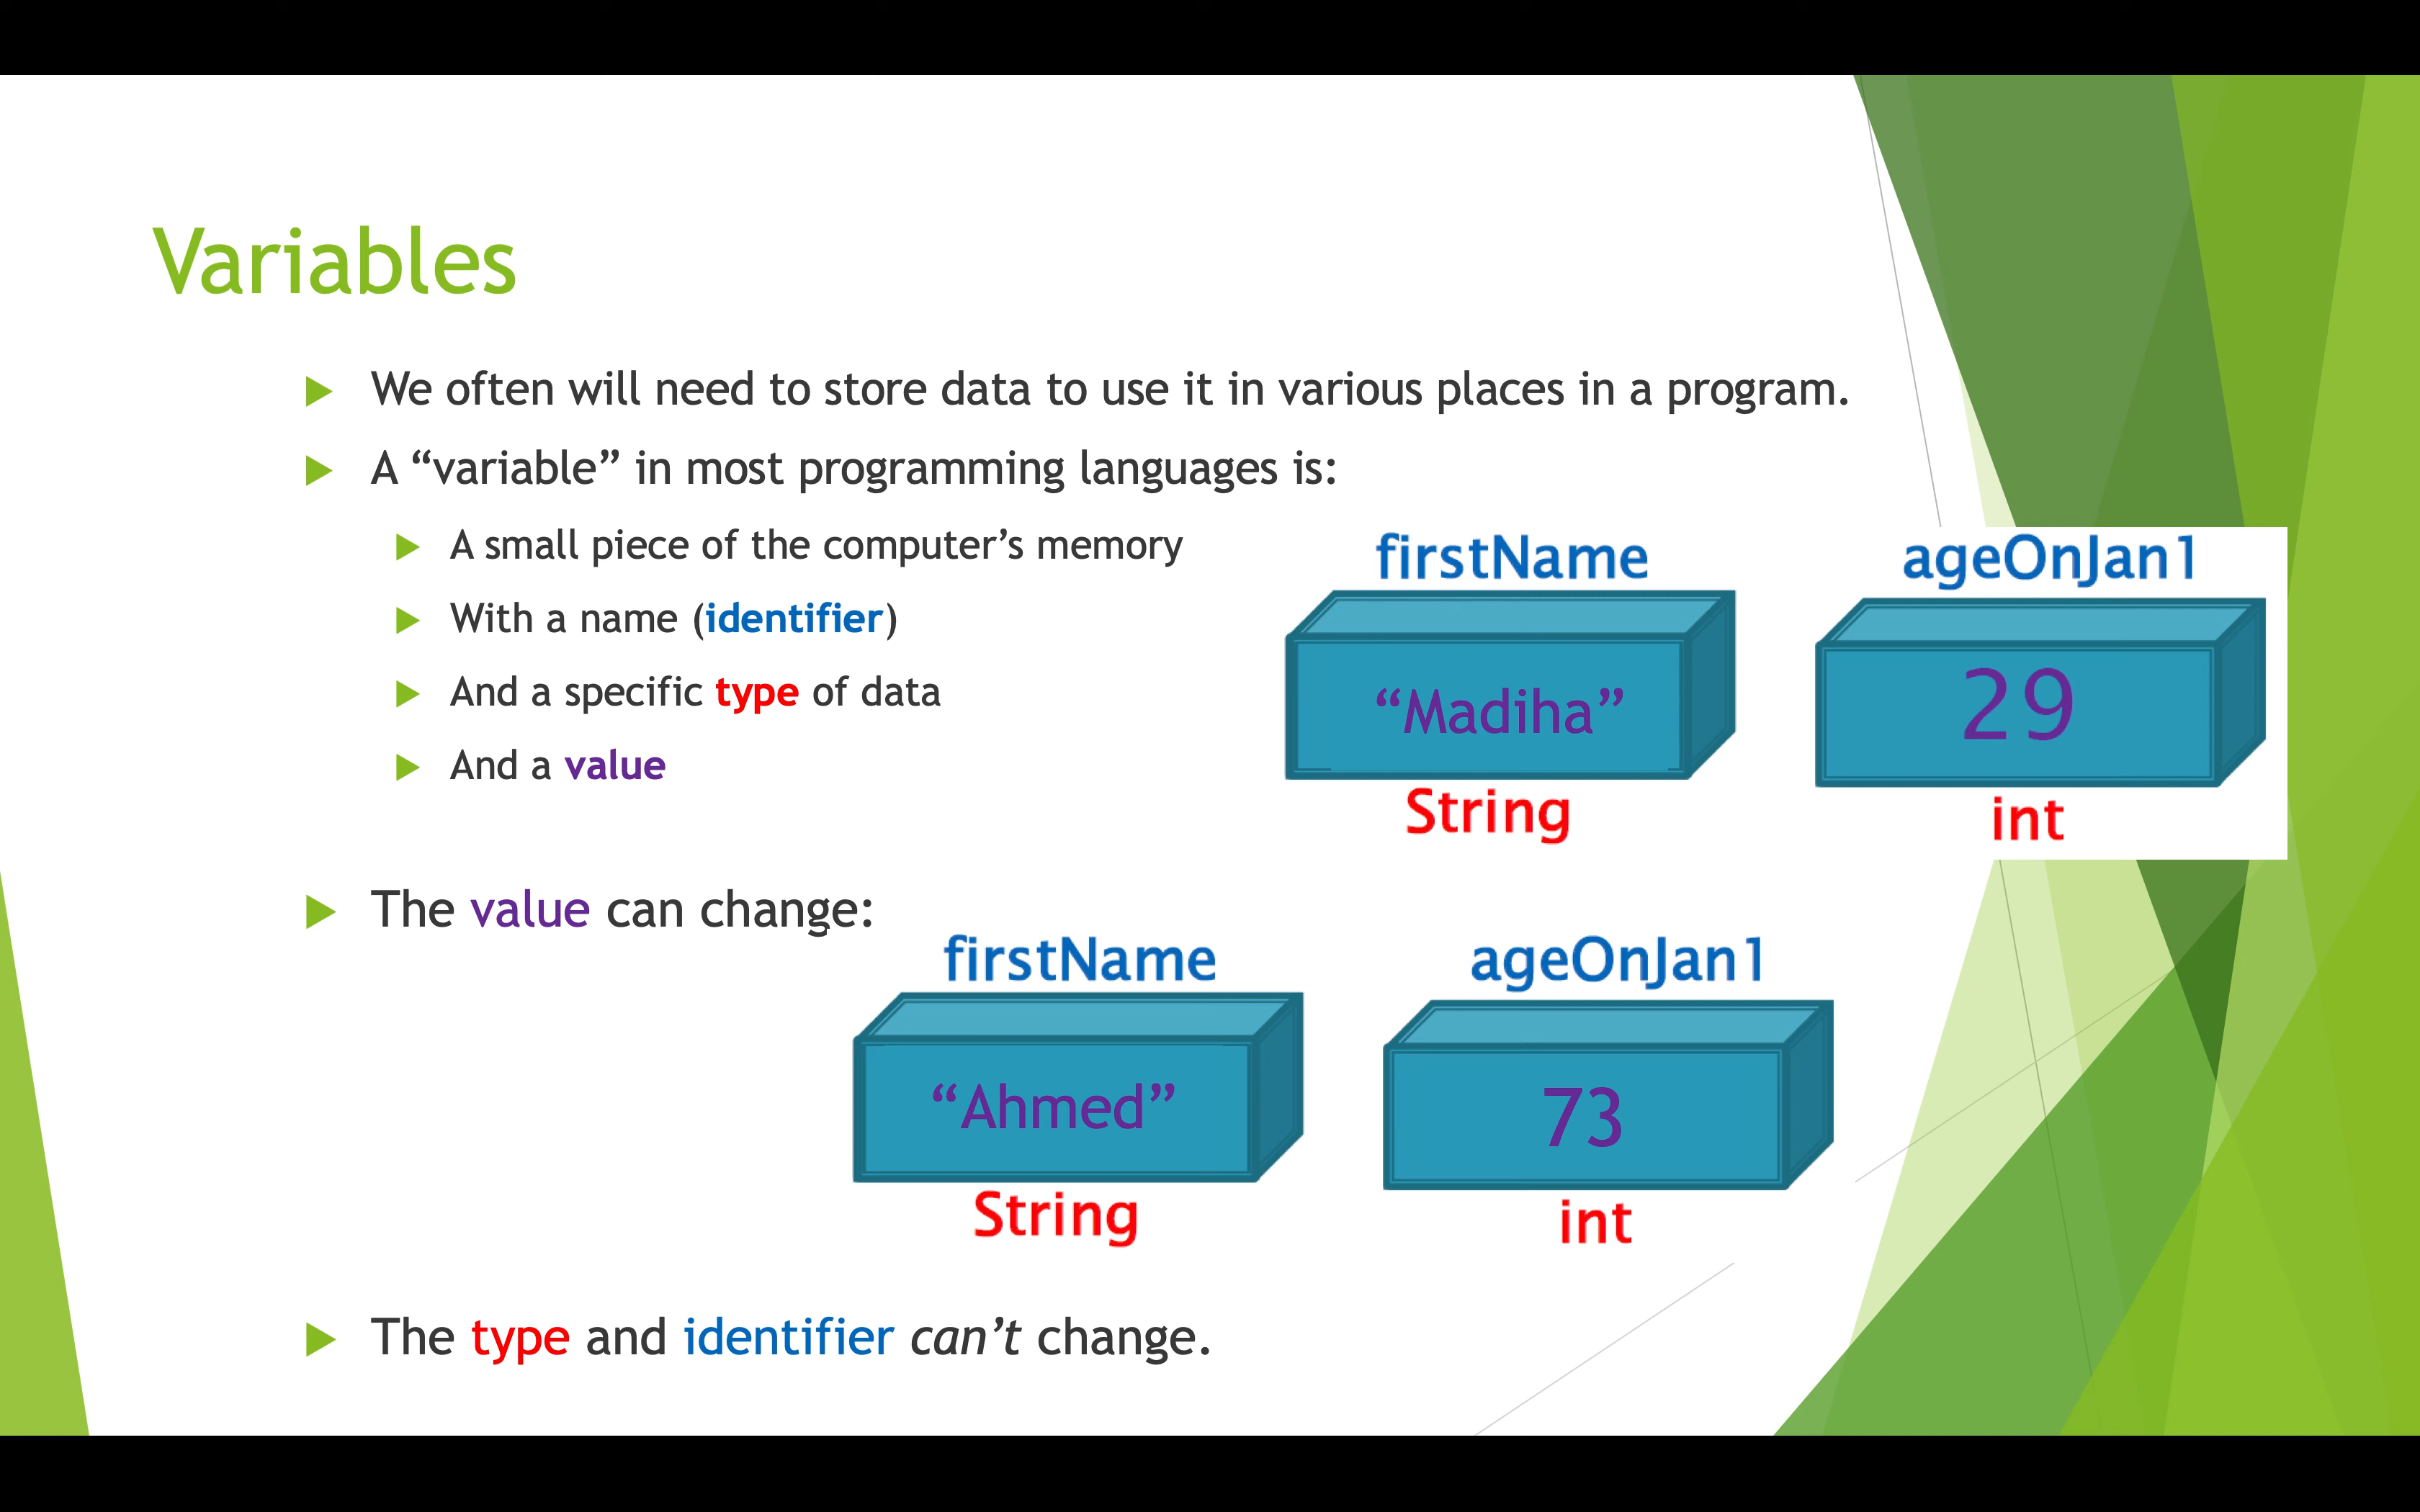 Variables
We often will need to store data to use it in various places in a program.
A “variable” in most programming languages is:
A small piece of the computer’s memory
With a name (identifier)
And a specific type of data
And a value
firstName
“Madiha”
String
ageOnJan1
29
int
The value can change:
firstName
“Ahmed”
String
ageOnJan1
73
int
The type and identifier can’t change.